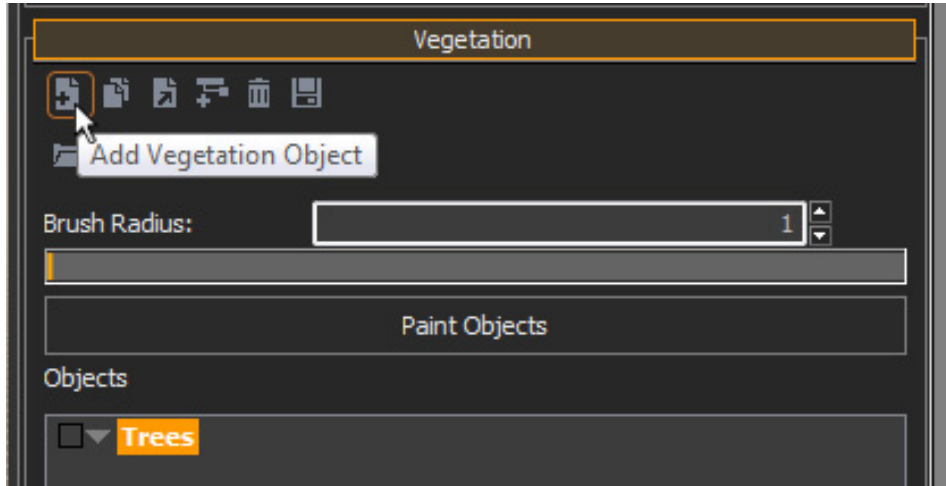 Vegetation
Add Vegetation Object
Brush Radius:
1
Paint Objects
Objects
Trees